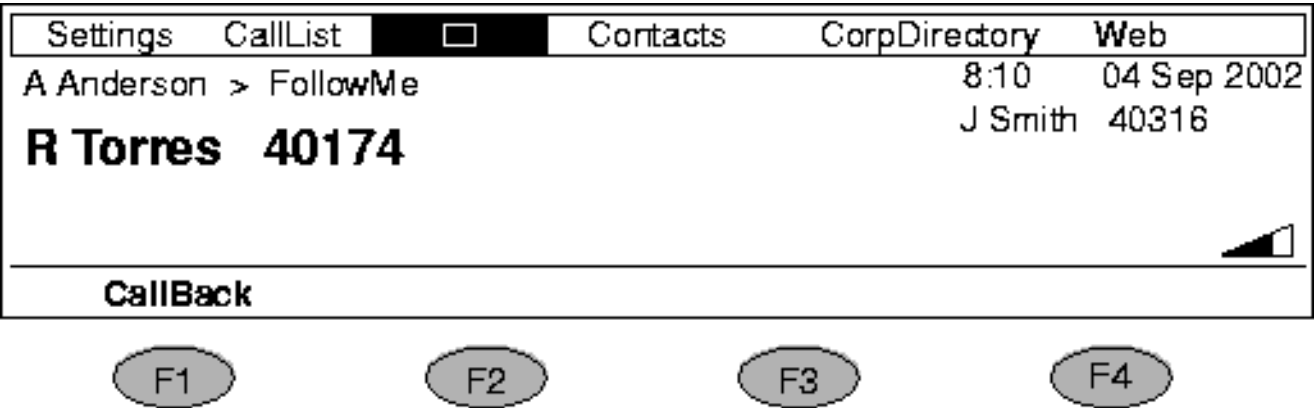 Settings CallList Contacts CorpDirectory Web
A Anderson > FollowMe 8:10 04 Sep 2002
J Smith 40316
R Torres 40174
CallBack
F1 F2 F3 F4